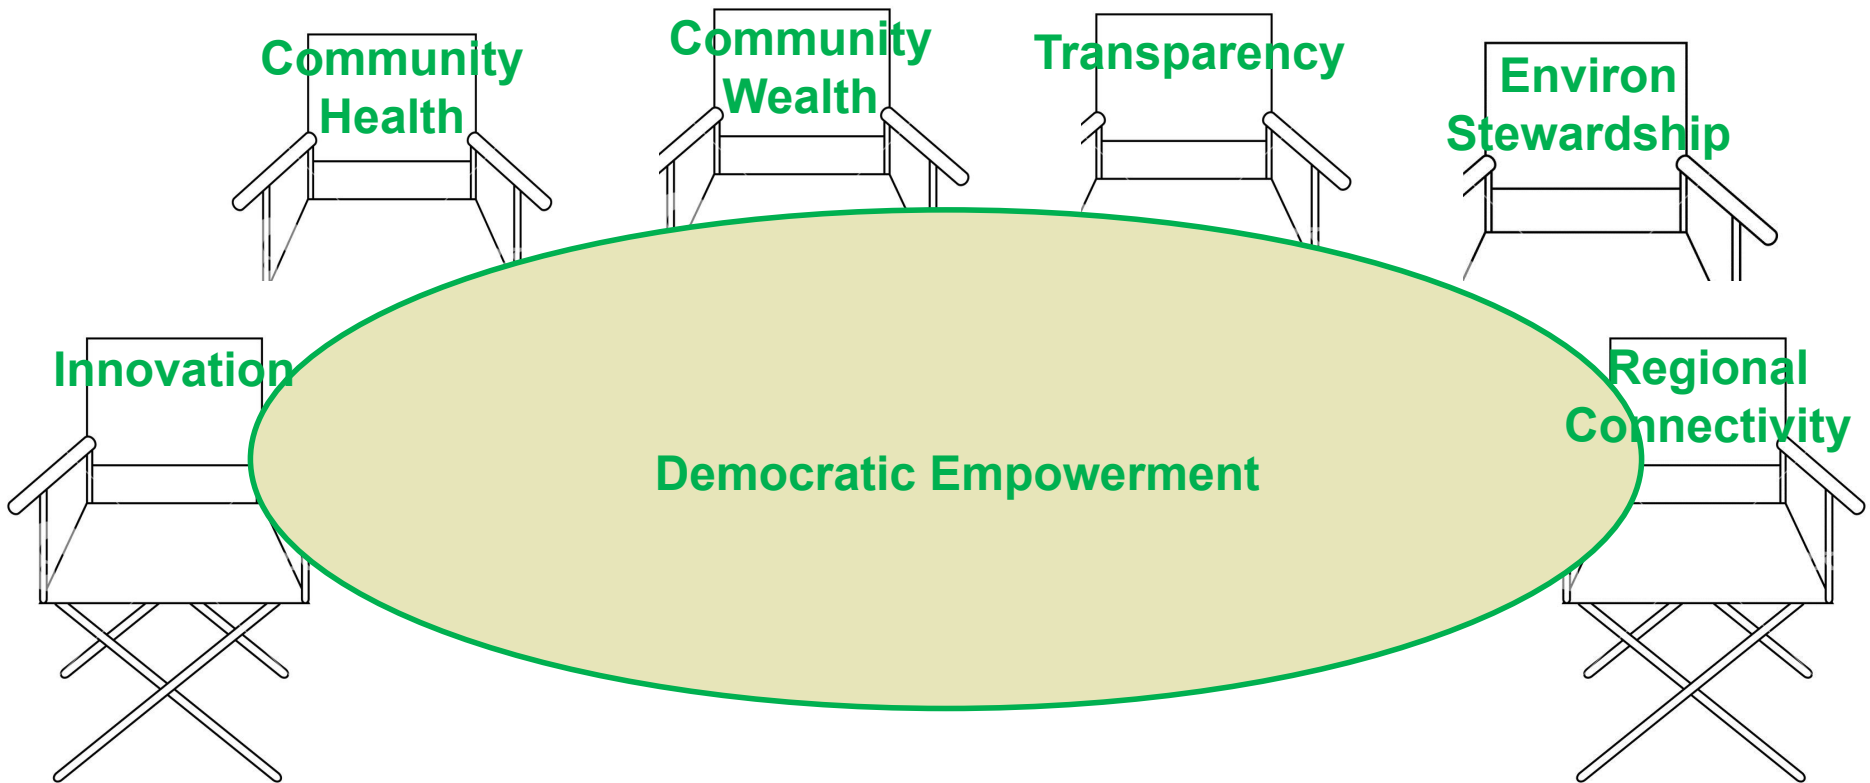 Community
Health
Community
Wealth
Transparency
Environ
Stewardship
Innovation
Regional
Connectivity
Democratic Empowerment